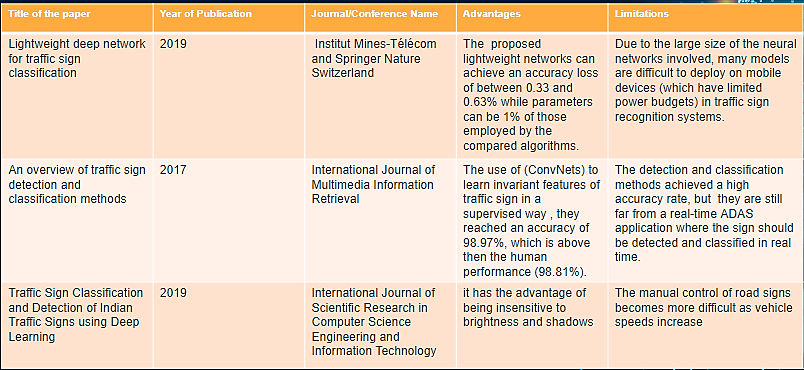 Title of the paper
Year of Publication
Journal/Conference Name
Advantages
Limitations
Lightweight deep network
for traffic sign
classification
2019
Institut Mines-Télécom
and Springer Nature
Switzerland
The proposed
lightweight networks can
achieve an accuracy loss
of between 0.33 and
0.63% while parameters
can be 1% of those
employed by the
compared algorithms.
Due to the large size of the neural
networks involved, many models
are difficult to deploy on mobile
devices (which have limited
power budgets) in traffic sign
recognition systems.
An overview of traffic sign
detection and
classification methods
2017
International Journal of
Multimedia Information
Retrieval
The use of (ConvNets) to
learn invariant features of
traffic sign in a
supervised way , they
reached an accuracy of
98.97%, which is above
then the human
performance (98.81%).
The detection and classification
methods achieved a high
accuracy rate, but they are still
far from a real-time ADAS
application where the sign should
be detected and classified in real
time.
Traffic Sign Classification
and Detection of Indian
Traffic Signs using Deep
Learning
2019
International Journal of
Scientific Research in
Computer Science
Engineering and
Information Technology
it has the advantage of
being insensitive to
brightness and shadows
The manual control of road signs
becomes more difficult as vehicle
speeds increase